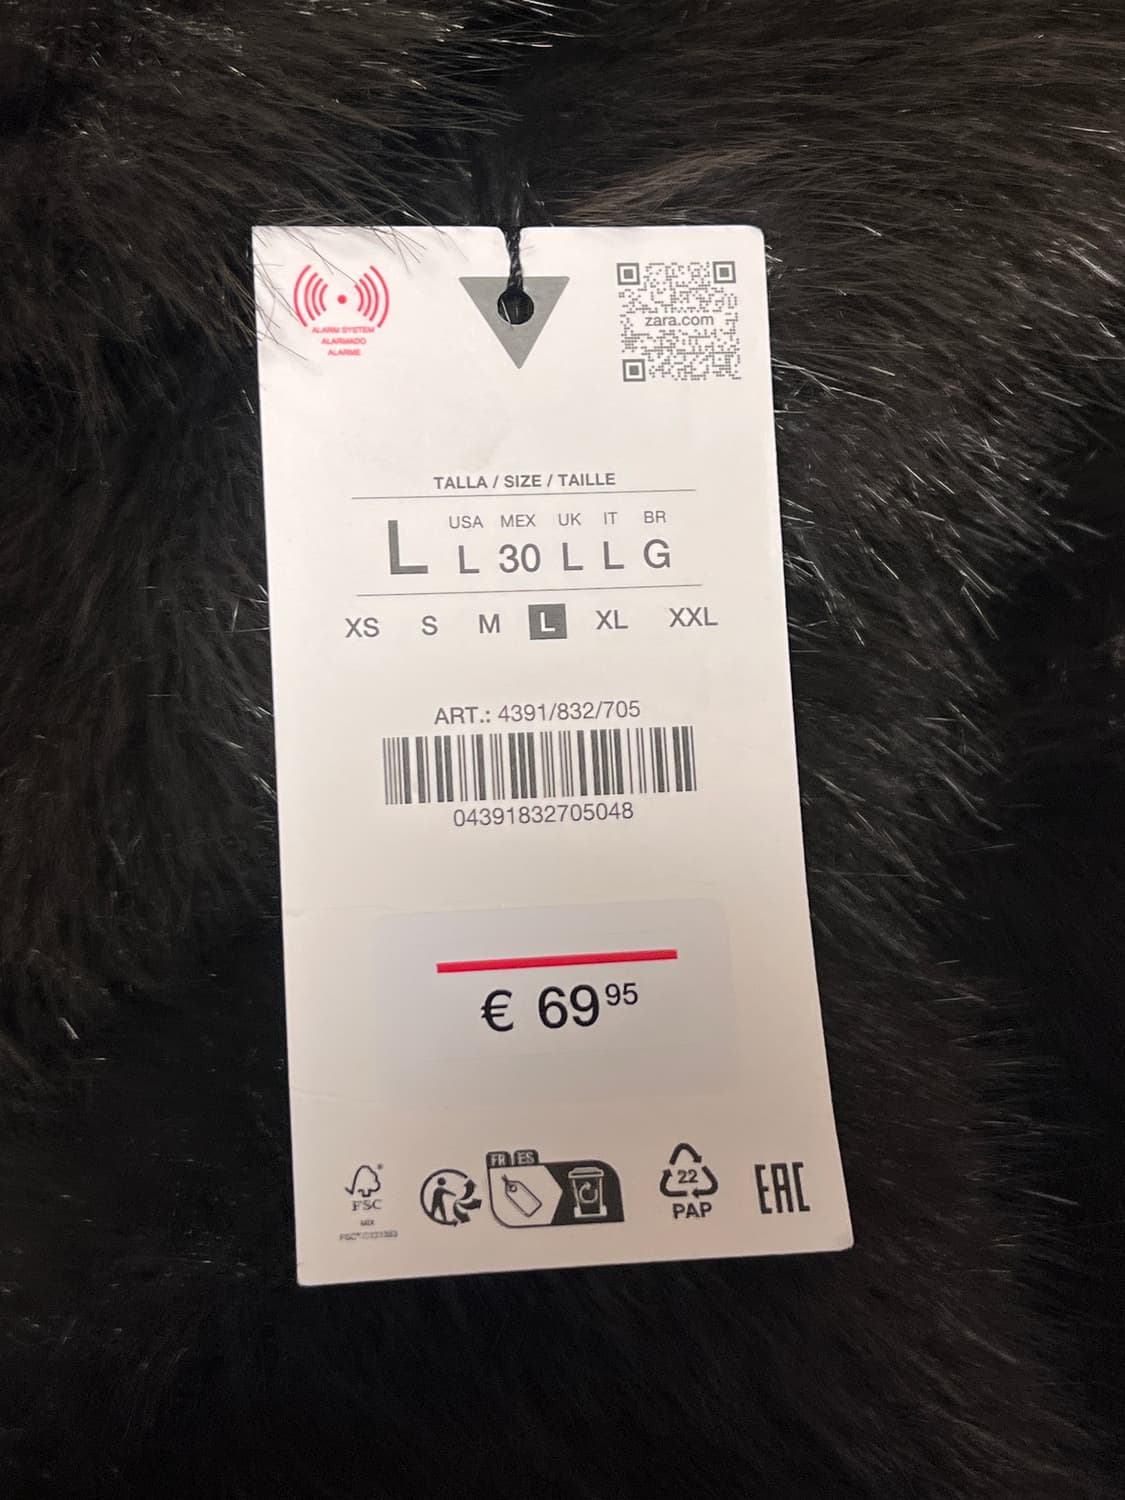 ALARM SYSTEM
ALARMADO
ALARME
zara.com
TALLA / SIZE / TAILLE
USA MEX UK IT BR
L L 30 L L G
XS S M L XL XXL
ART.: 4391/832/705
04391832705048
€ 69 95
FR ES
FSC®
MIX
22
PAP
EAC